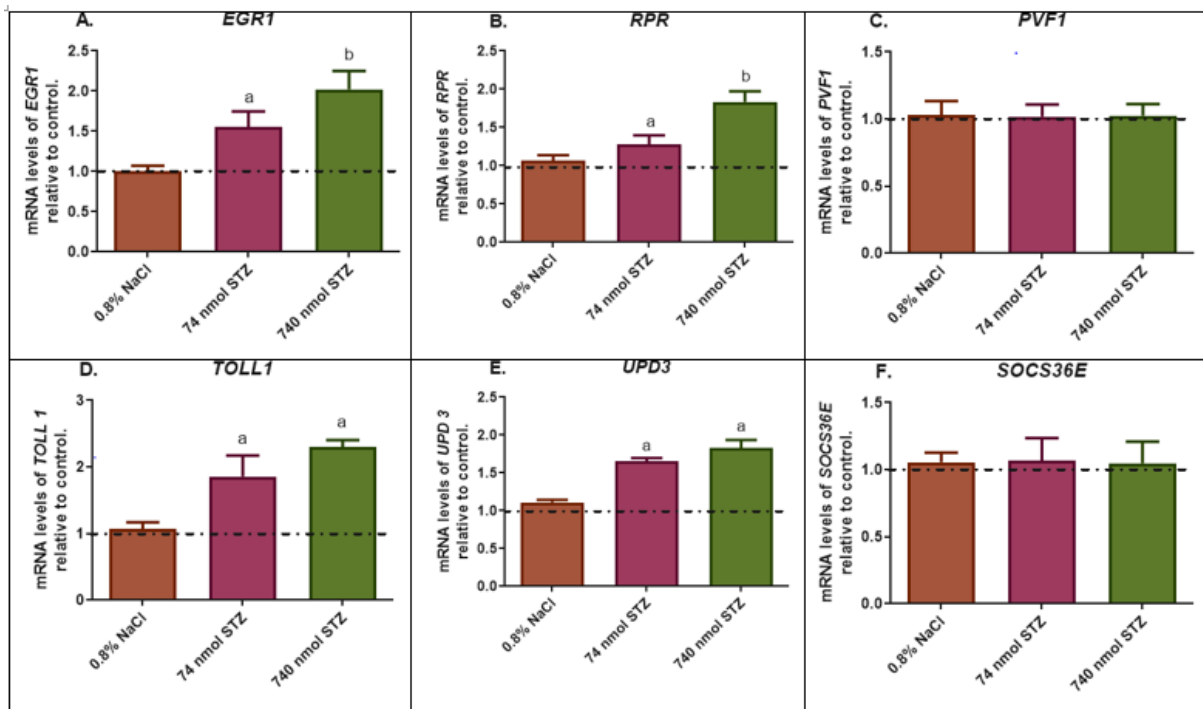 A.
EGR1
mRNA levels of EGR1
relative to control.
2.5
2.0
1.5
1.0
0.5
0.0
a
b
0.8% NaCl
74 nmol STZ
740 nmol STZ
B.
RPR
mRNA levels of RPR
relative to control.
2.5
2.0
1.5
1.0
0.5
0.0
a
b
0.8% NaCl
74 nmol STZ
740 nmol STZ
C.
PVF1
mRNA levels of PVF1
relative to control.
1.5
1.0
0.5
0.0
0.8% NaCl
74 nmol STZ
740 nmol STZ
D.
TOLL1
mRNA levels of TOLL 1
relative to control.
3
2
1
0
a
a
0.8% NaCl
74 nmol STZ
740 nmol STZ
E.
UPD3
mRNA levels of UPD 3
relative to control.
2.5
2.0
1.5
1.0
0.5
0.0
a
a
0.8% NaCl
74 nmol STZ
740 nmol STZ
F.
SOCS36E
mRNA levels of SOCS36E
relative to control.
1.5
1.0
0.5
0.0
0.8% NaCl
74 nmol STZ
740 nmol STZ